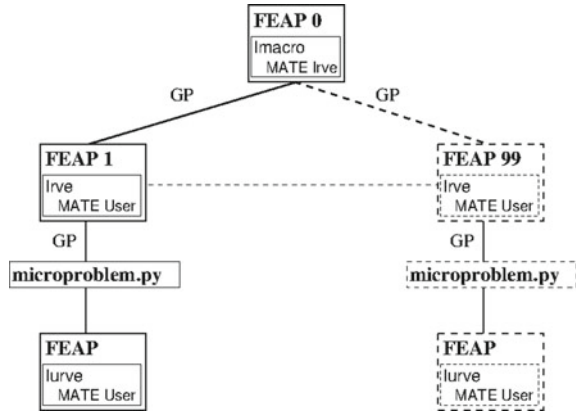 FEAP 0
Imacro
MATE Irve
GP
GP
FEAP 1
Irve
MATE User
FEAP 99
Irve
MATE User
GP
GP
microproblem.py
microproblem.py
FEAP
Iurve
MATE User
FEAP
Iurve
MATE User